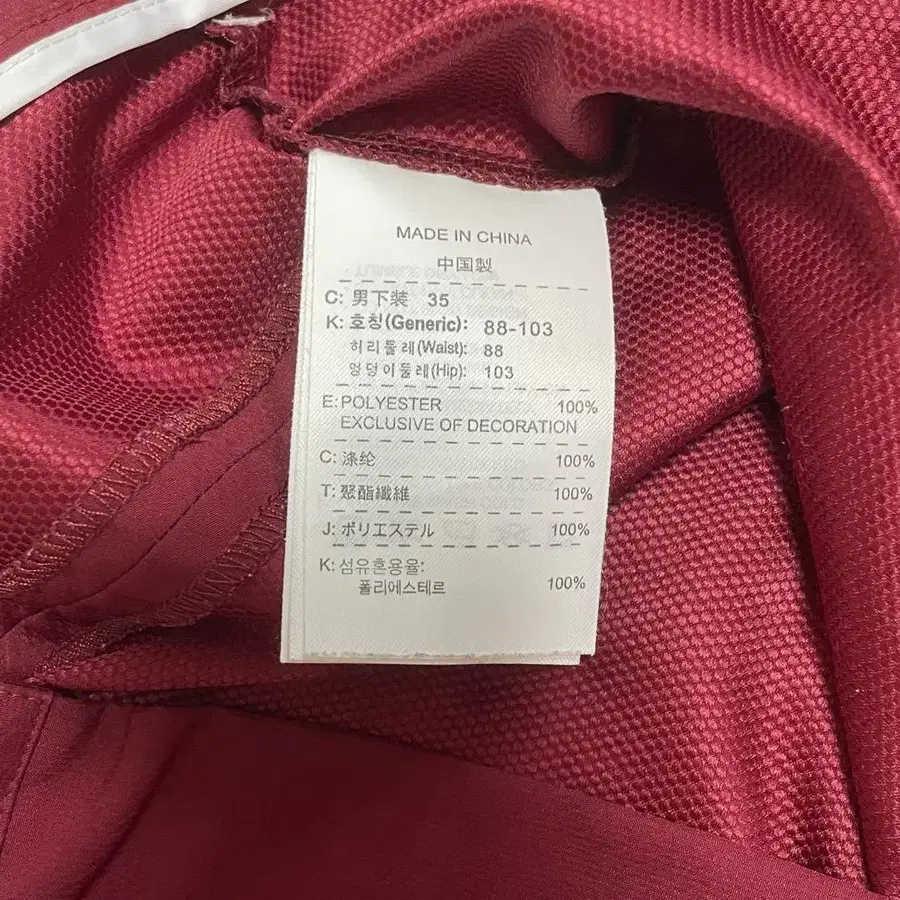 MADE IN CHINA
中国製
C: 男下装 35
K: 호칭(Generic): 88-103
허리둘레(Waist): 88
엉덩이둘레(Hip): 103
E: POLYESTER 100%
EXCLUSIVE OF DECORATION
C: 涤纶 100%
T: 聚酯纖維 100%
J: ポリエステル 100%
K: 섬유혼용율:
폴리에스테르 100%